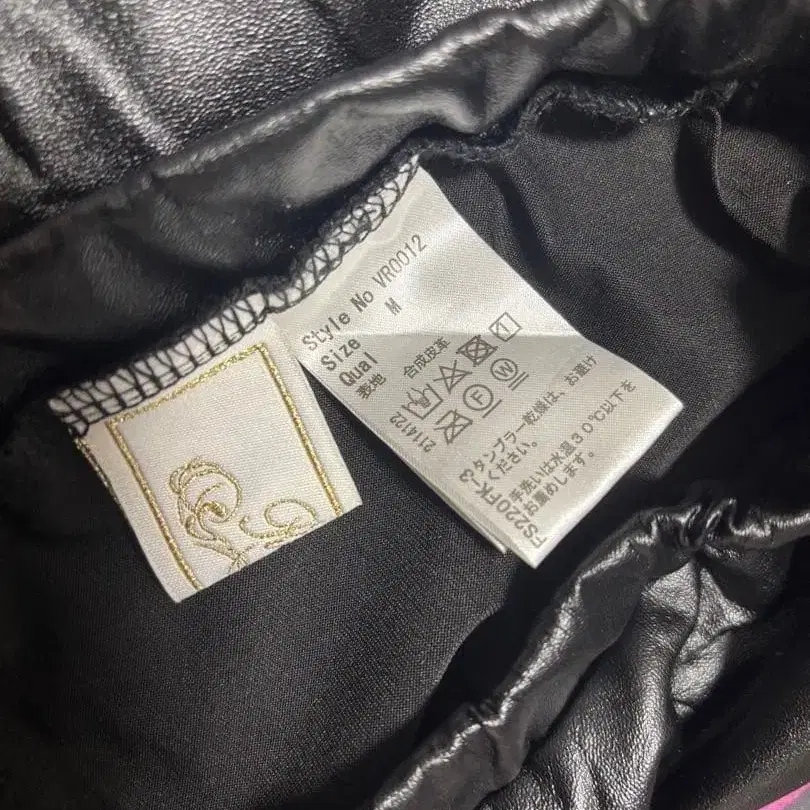 Style No VR0012
Size M
Qual
表地 合成皮革
2114122
FS220FK-3
タンブラー乾燥は、お避け
ください。
手洗いは水温30℃以下を
お薦めします。